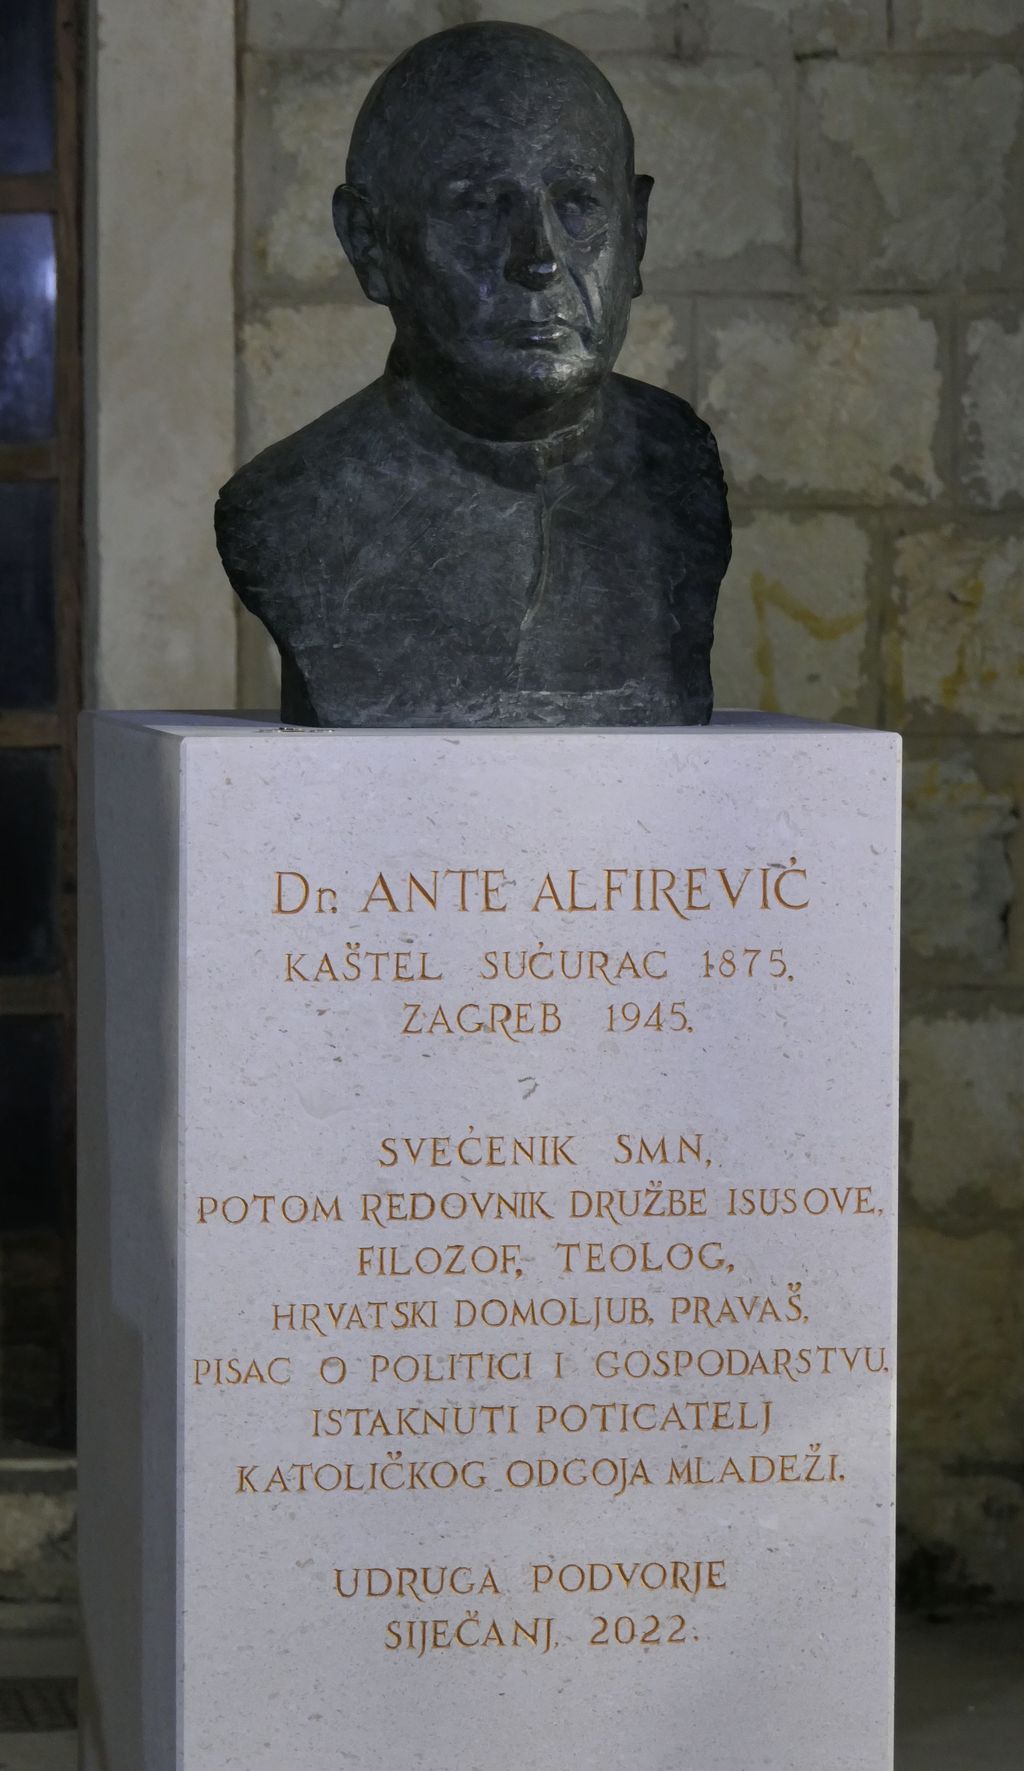 Dr. ANTE ALFIREVIĆ
KAŠTEL SUĆURAC 1875.
ZAGREB 1945.
SVEĆENIK SMN,
POTOM REDOVNIK DRUŽBE ISUSOVE,
FILOZOF, TEOLOG,
HRVATSKI DOMOLJUB, PRAVAŠ,
PISAC O POLITICI I GOSPODARSTVU,
ISTAKNUTI POTICATELJ
KATOLIČKOG ODGOJA MLADEŽI.
UDRUGA PODVORJE
SIJEČANJ, 2022.